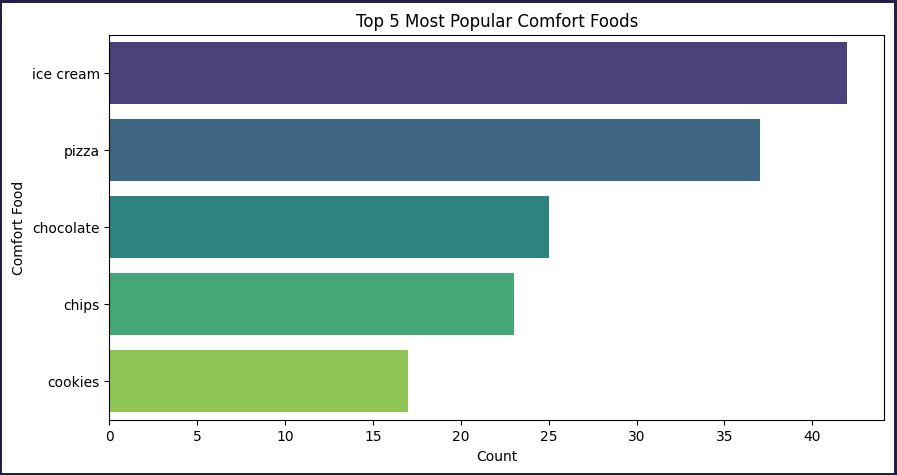 Top 5 Most Popular Comfort Foods
ice cream
pizza
chocolate
chips
cookies
Comfort Food
0 5 10 15 20 25 30 35 40
Count